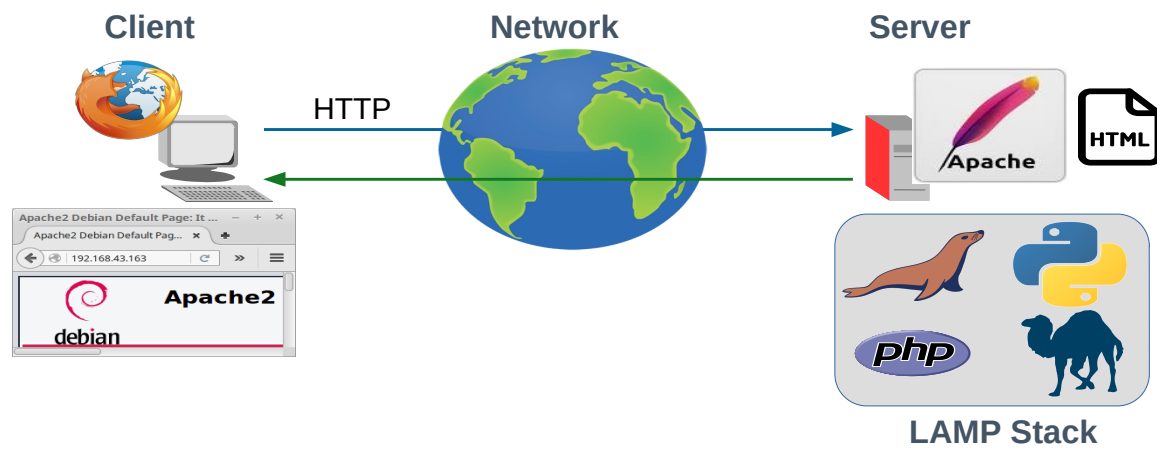 Client
Network
Server
HTTP
Apache
HTML
Apache2 Debian Default Page: It ...
Apache2 Debian Default Pag...
192.168.43.163
debian
Apache2
php
LAMP Stack